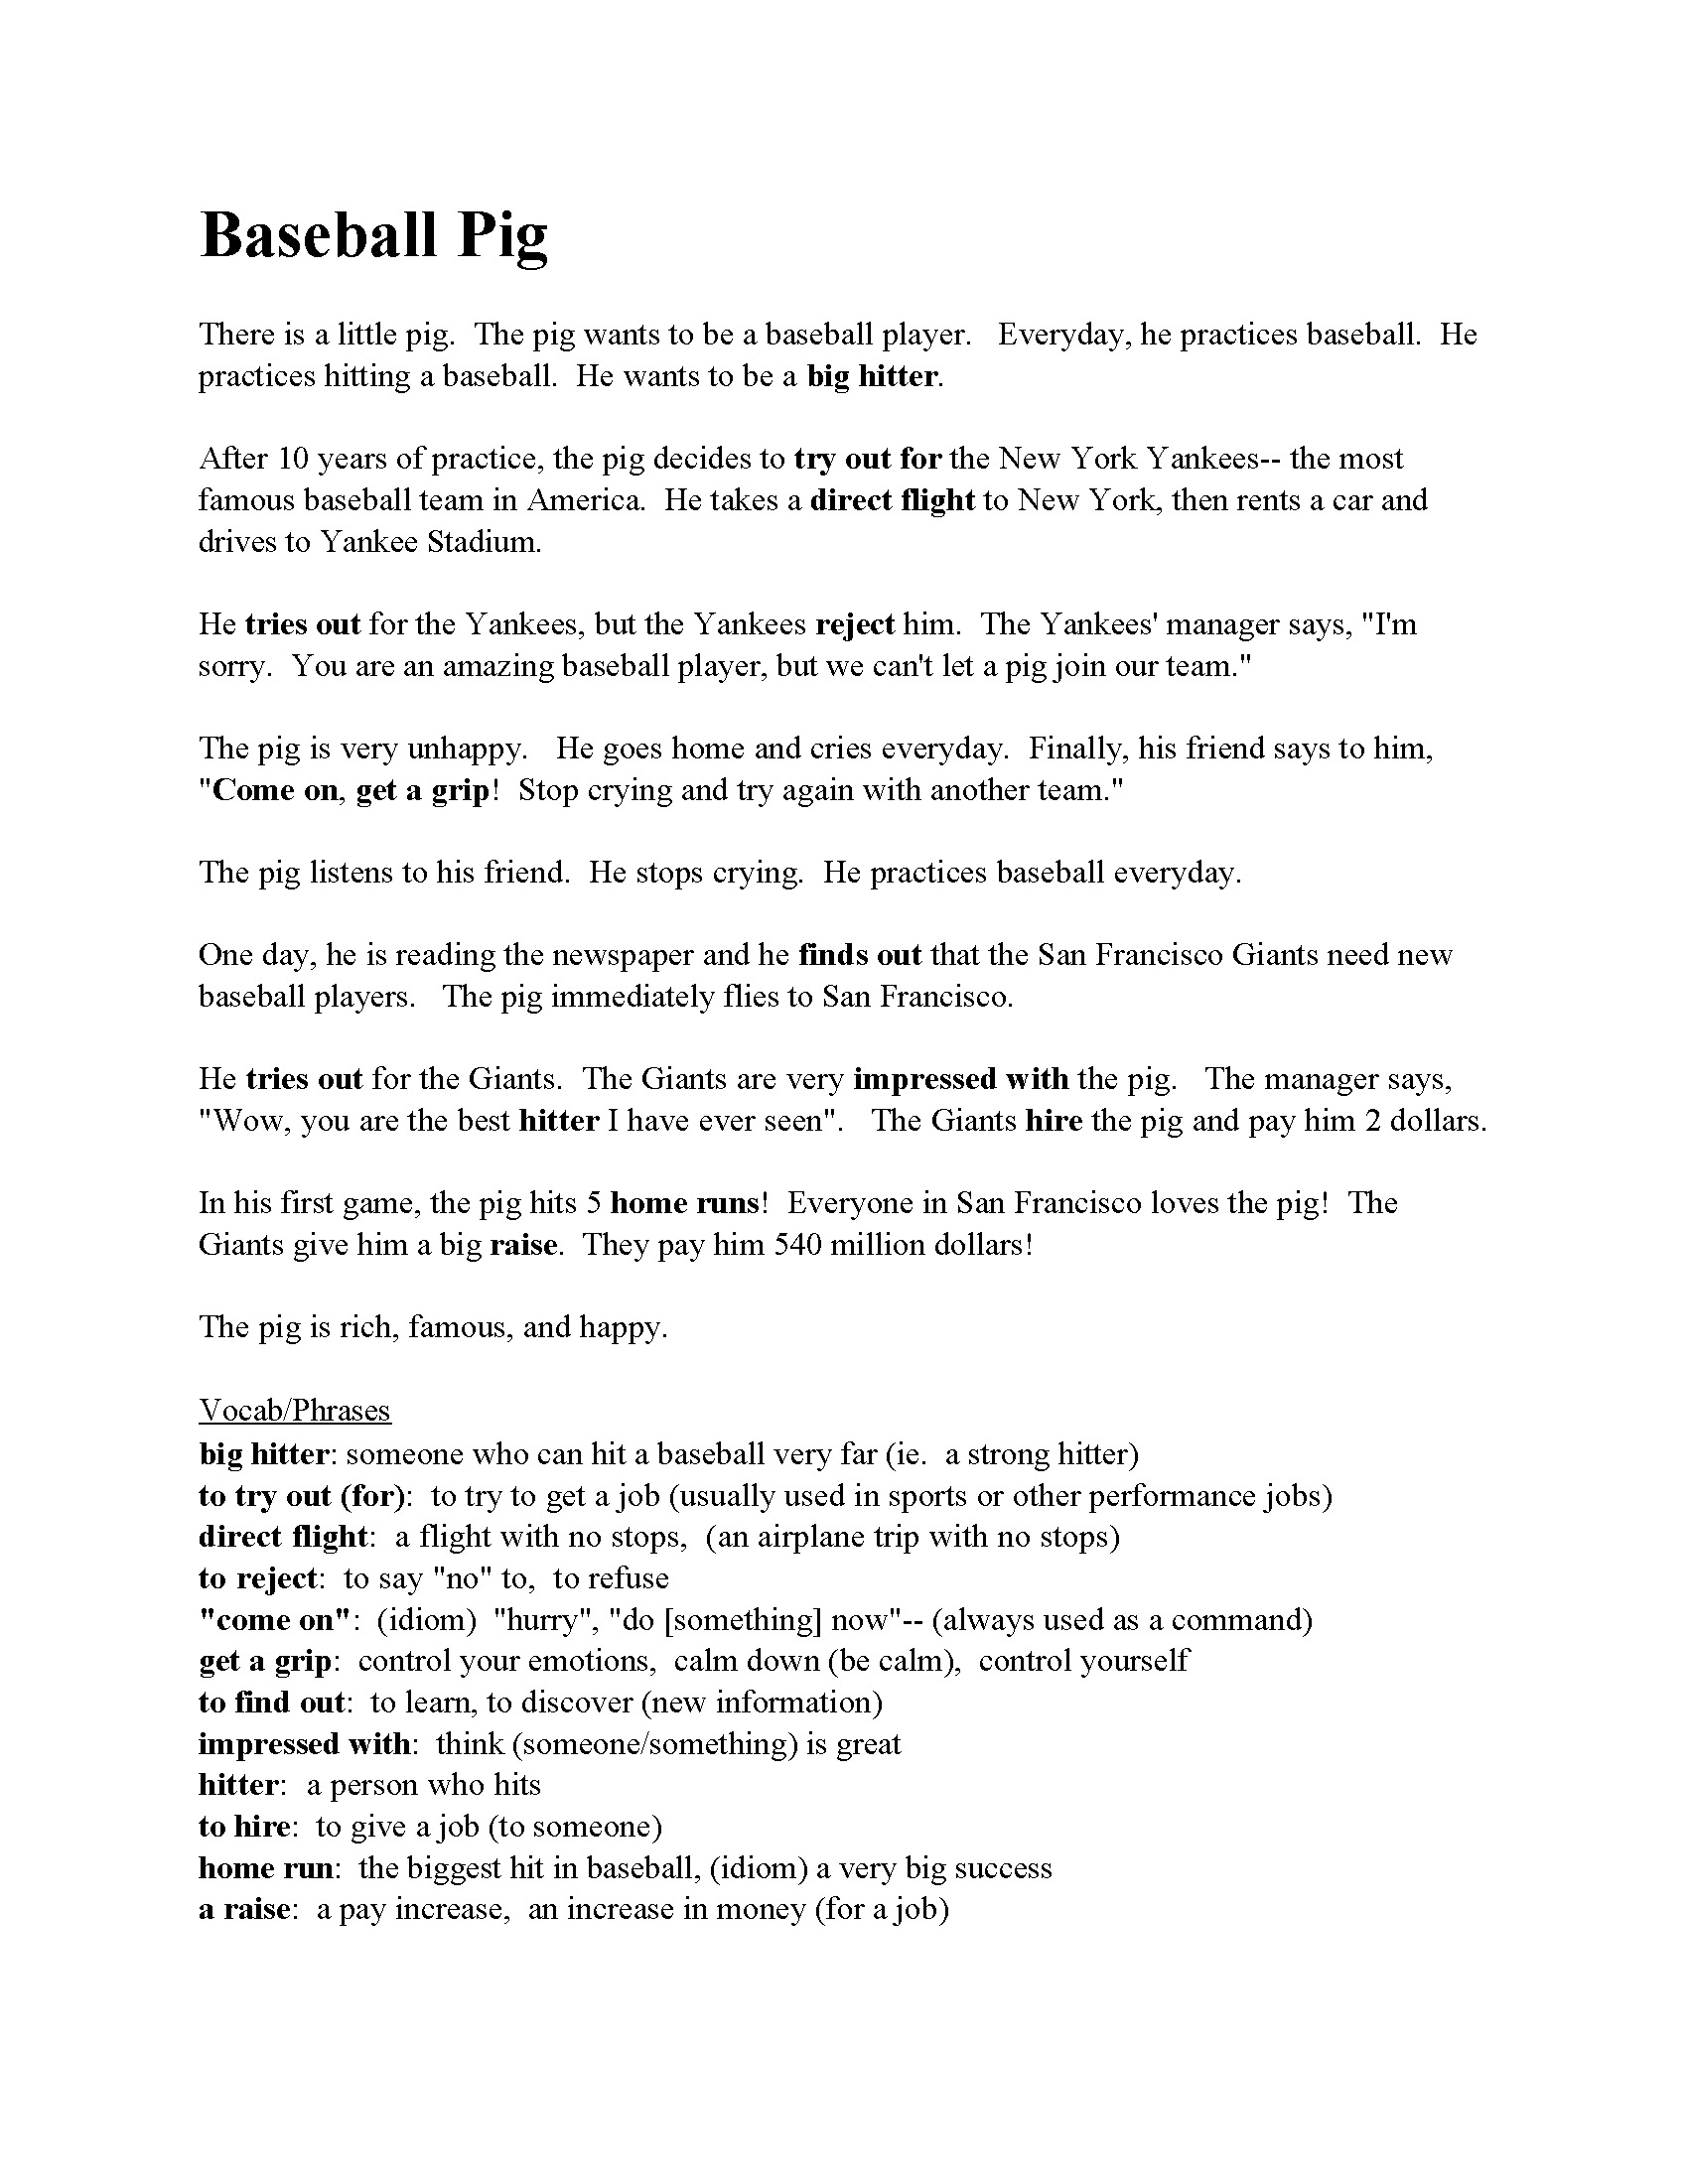 Baseball Pig
There is a little pig.  The pig wants to be a baseball player.   Everyday, he practices baseball.  He
practices hitting a baseball.  He wants to be a big hitter.
After 10 years of practice, the pig decides to try out for the New York Yankees-- the most
famous baseball team in America.  He takes a direct flight to New York, then rents a car and
drives to Yankee Stadium.
He tries out for the Yankees, but the Yankees reject him.  The Yankees' manager says, "I'm
sorry.  You are an amazing baseball player, but we can't let a pig join our team."
The pig is very unhappy.   He goes home and cries everyday.  Finally, his friend says to him,
"Come on, get a grip!  Stop crying and try again with another team."
The pig listens to his friend.  He stops crying.  He practices baseball everyday.
One day, he is reading the newspaper and he finds out that the San Francisco Giants need new
baseball players.   The pig immediately flies to San Francisco.
He tries out for the Giants.  The Giants are very impressed with the pig.   The manager says,
"Wow, you are the best hitter I have ever seen".   The Giants hire the pig and pay him 2 dollars.
In his first game, the pig hits 5 home runs!  Everyone in San Francisco loves the pig!  The
Giants give him a big raise.  They pay him 540 million dollars!
The pig is rich, famous, and happy.
Vocab/Phrases
big hitter: someone who can hit a baseball very far (ie.  a strong hitter)
to try out (for):  to try to get a job (usually used in sports or other performance jobs)
direct flight:  a flight with no stops,  (an airplane trip with no stops)
to reject:  to say "no" to,  to refuse
"come on":  (idiom)  "hurry", "do [something] now"-- (always used as a command)
get a grip:  control your emotions,  calm down (be calm),  control yourself
to find out:  to learn, to discover (new information)
impressed with:  think (someone/something) is great
hitter:  a person who hits
to hire:  to give a job (to someone)
home run:  the biggest hit in baseball, (idiom) a very big success
a raise:  a pay increase,  an increase in money (for a job)